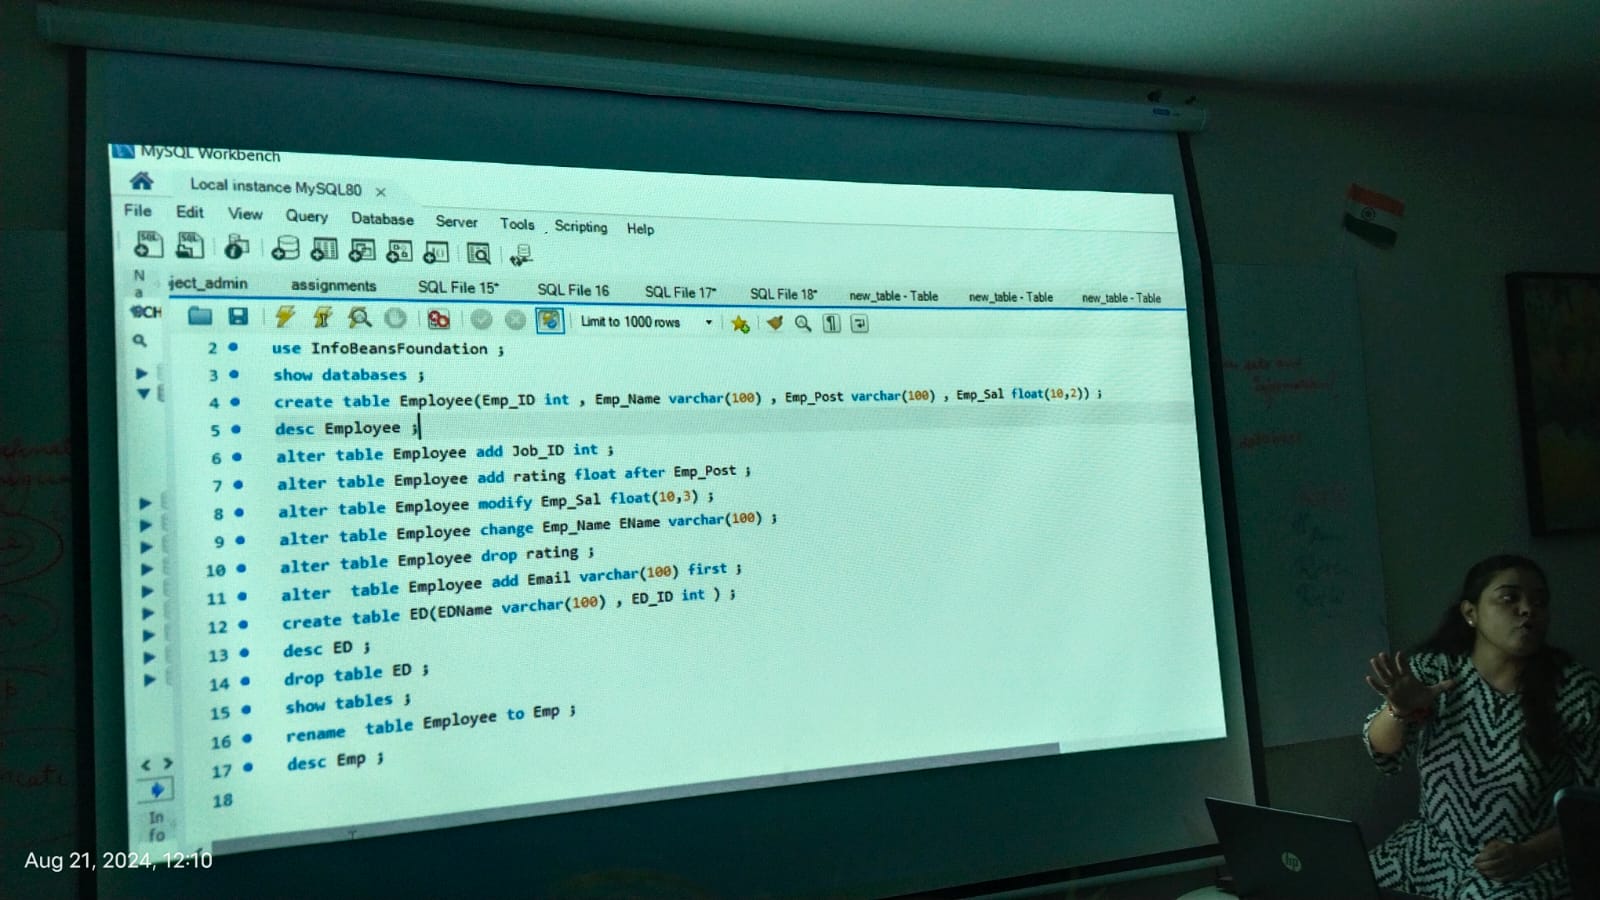 MySQL Workbench
Local instance MySQL80 ×
File Edit View Query Database Server Tools Scripting Help
ject_admin assignments SQL File 15* SQL File 16 SQL File 17* SQL File 18* new_table - Table new_table - Table new_table - Table
Limit to 1000 rows
2 use InfoBeansFoundation ;
3 show databases ;
4 create table Employee(Emp_ID int , Emp_Name varchar(100) , Emp_Post varchar(100) , Emp_Sal float(10,2)) ;
5 desc Employee ;
6 alter table Employee add Job_ID int ;
7 alter table Employee add rating float after Emp_Post ;
8 alter table Employee modify Emp_Sal float(10,3) ;
9 alter table Employee change Emp_Name EName varchar(100) ;
10 alter table Employee drop rating ;
11 alter  table Employee add Email varchar(100) first ;
12 create table ED(EDName varchar(100) , ED_ID int ) ;
13 desc ED ;
14 drop table ED ;
15 show tables ;
16 rename  table Employee to Emp ;
17 desc Emp ;
18
Na
SCH
In
fo
hp
Aug 21, 2024, 12:10